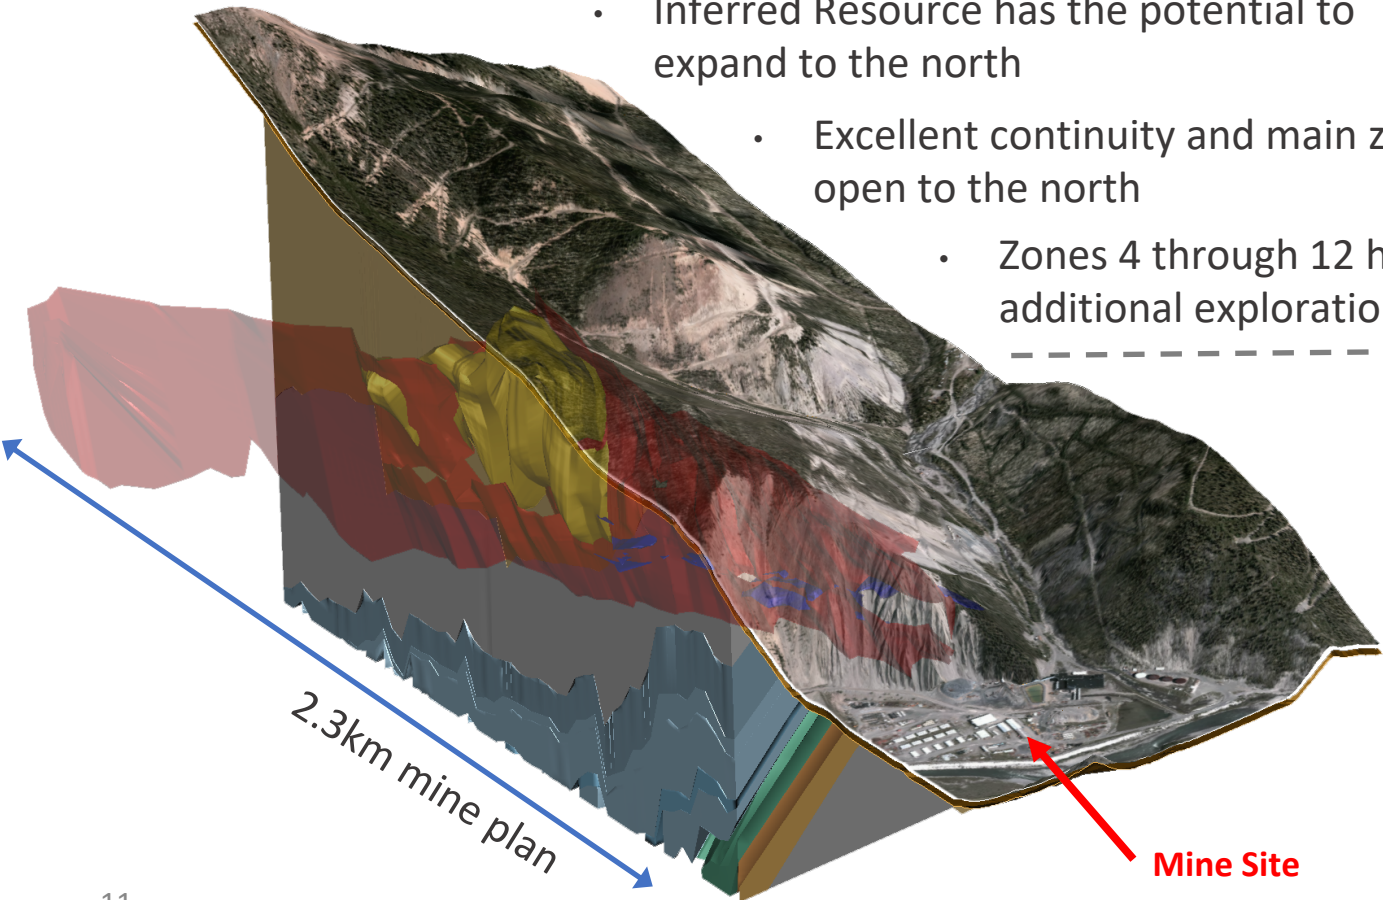 • Inferred Resource has the potential to
expand to the north
• Excellent continuity and main
open to the north
• Zones 4 through 12
additional
2.3km mine plan
Mine Site
11